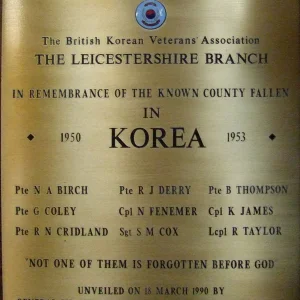 The British Korean Veterans' Association
THE LEICESTERSHIRE BRANCH
IN REMEMBRANCE OF THE KNOWN COUNTY FALLEN
IN
1950 KOREA 1953
Pte N A BIRCH Pte R J DERRY Pte B THOMPSON
Pte G COLEY Cpl N FENEMER Cpl K JAMES
Pte R N CRIDLAND Sgt S M COX Lcpl R TAYLOR
"NOT ONE OF THEM IS FORGOTTEN BEFORE GOD
UNVEILED ON 18 MARCH 1990 BY